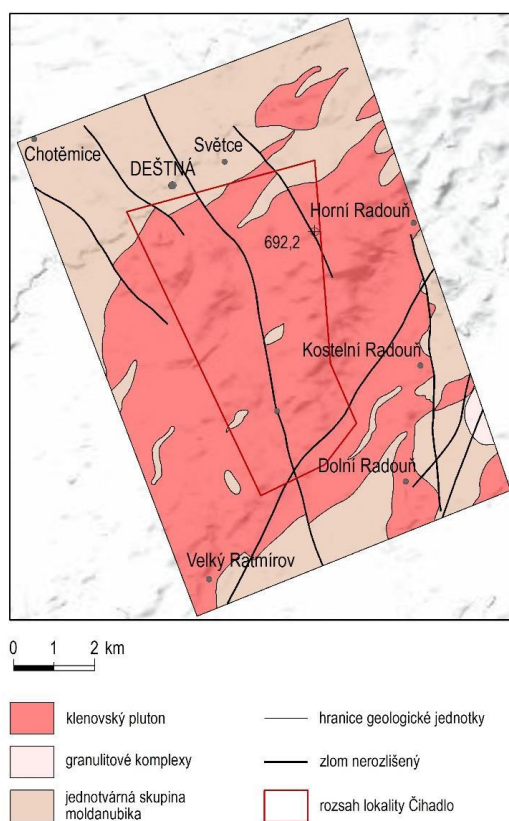 Chotěmice
Světce
DEŠTNÁ
Horní Radouň
692,2
Kostelní Radouň
Dolní Radouň
Velký Ratmírov
0 1 2 km
klenovský pluton
hranice geologické jednotky
granulitové komplexy
zlom nerozlišený
jednotvárná skupina
moldanubika
rozsah lokality Čihadlo